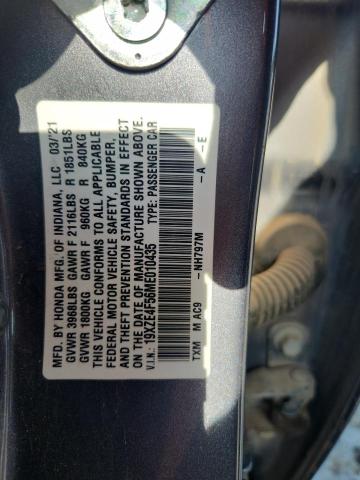 MFD. BY HONDA MFG. OF INDIANA, LLC 03/'21
GVWR 3968LBS GAWR F 2116LBS R 1851LBS
GVWR 1800KG GAWR F 960KG R 840KG
THIS VEHICLE CONFORMS TO ALL APPLICABLE
FEDERAL MOTOR VEHICLE SAFETY, BUMPER,
AND THEFT PREVENTION STANDARDS IN EFFECT
ON THE DATE OF MANUFACTURE SHOWN ABOVE.
V.I.N.: 19XZE4F56ME010435 TYPE: PASSENGER CAR
TXM M AC9 NH797M -A -E